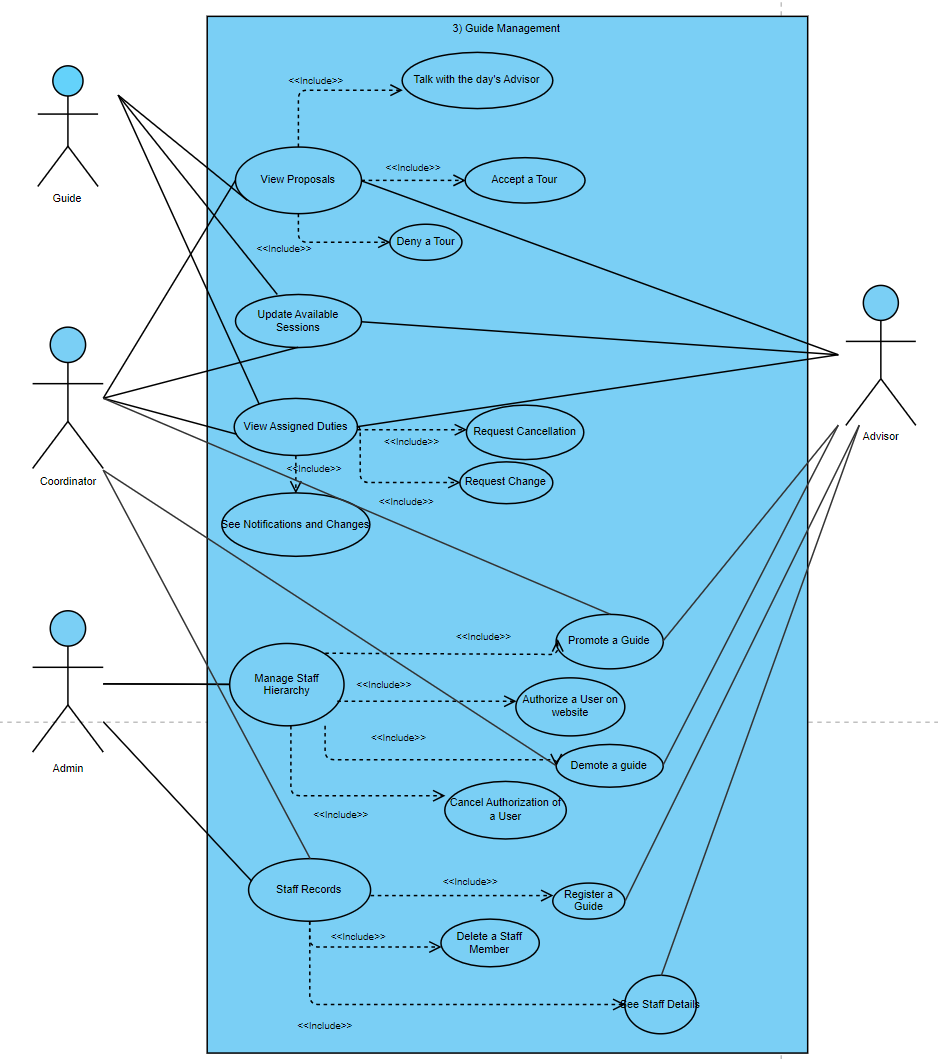 3) Guide Management
<<Include>>
Talk with the day's Advisor
Guide
View Proposals
<<Include>>
Accept a Tour
<<Include>>
Deny a Tour
Update Available
Sessions
Coordinator
Advisor
View Assigned Duties
<<Include>>
Request Cancellation
<<Include>>
Request Change
<<Include>>
See Notifications and Changes
Admin
Manage Staff
Hierarchy
<<Include>>
Promote a Guide
<<Include>>
Authorize a User on
website
<<Include>>
Demote a guide
<<Include>>
Cancel Authorization of
a User
Staff Records
<<Include>>
Register a
Guide
<<Include>>
Delete a Staff
Member
<<Include>>
See Staff Details